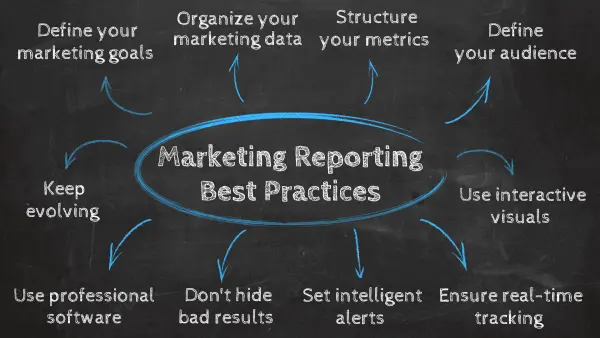 Define your
marketing goals
Organize your
marketing data
Structure
your metrics
Define
your audience
Marketing Reporting
Best Practices
Keep
evolving
Use interactive
visuals
Use professional
software
Don't hide
bad results
Set intelligent
alerts
Ensure real-time
tracking